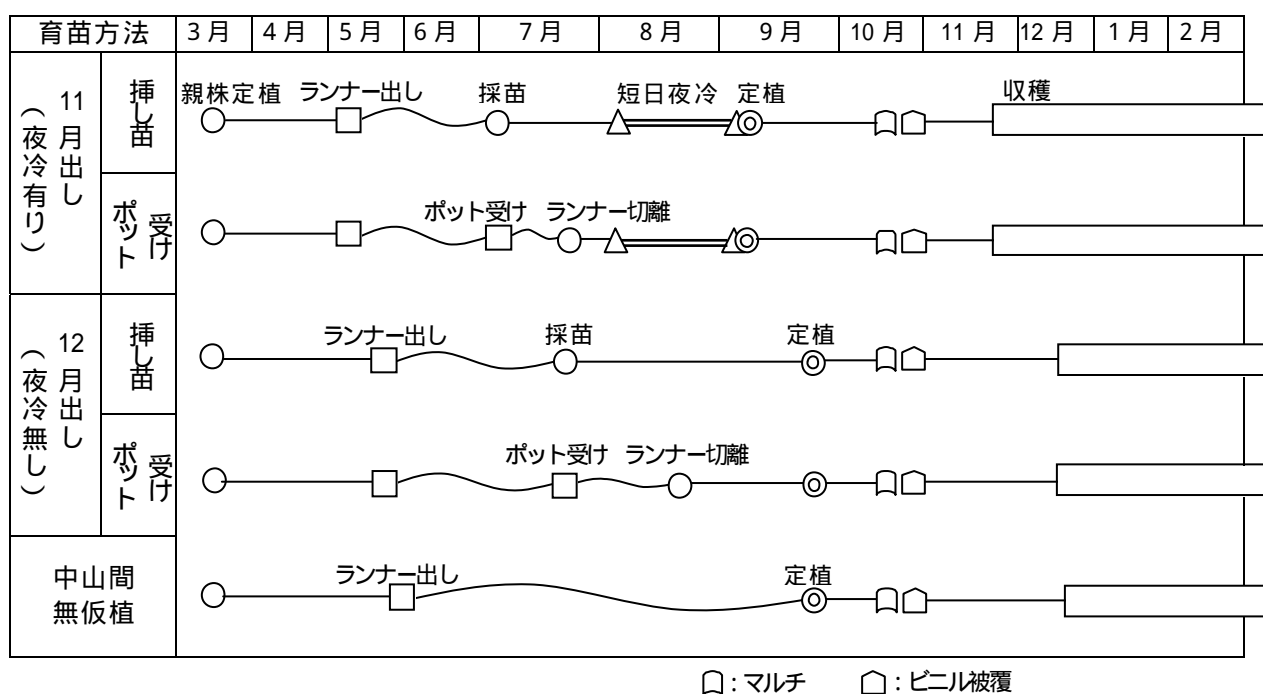 育苗方法 3月 4月 5月 6月 7月 8月 9月 10月 11月 12月 1月 2月
11月出し
（夜冷有り）
挿し苗
親株定植 ランナー出し 採苗 短日夜冷 定植 収穫
ポット
受け
ポット受け ランナー切離
12月出し
（夜冷無し）
挿し苗
ランナー出し 採苗 定植
ポット
受け
ポット受け ランナー切離
中山間
無仮植
ランナー出し 定植
：マルチ ：ビニル被覆